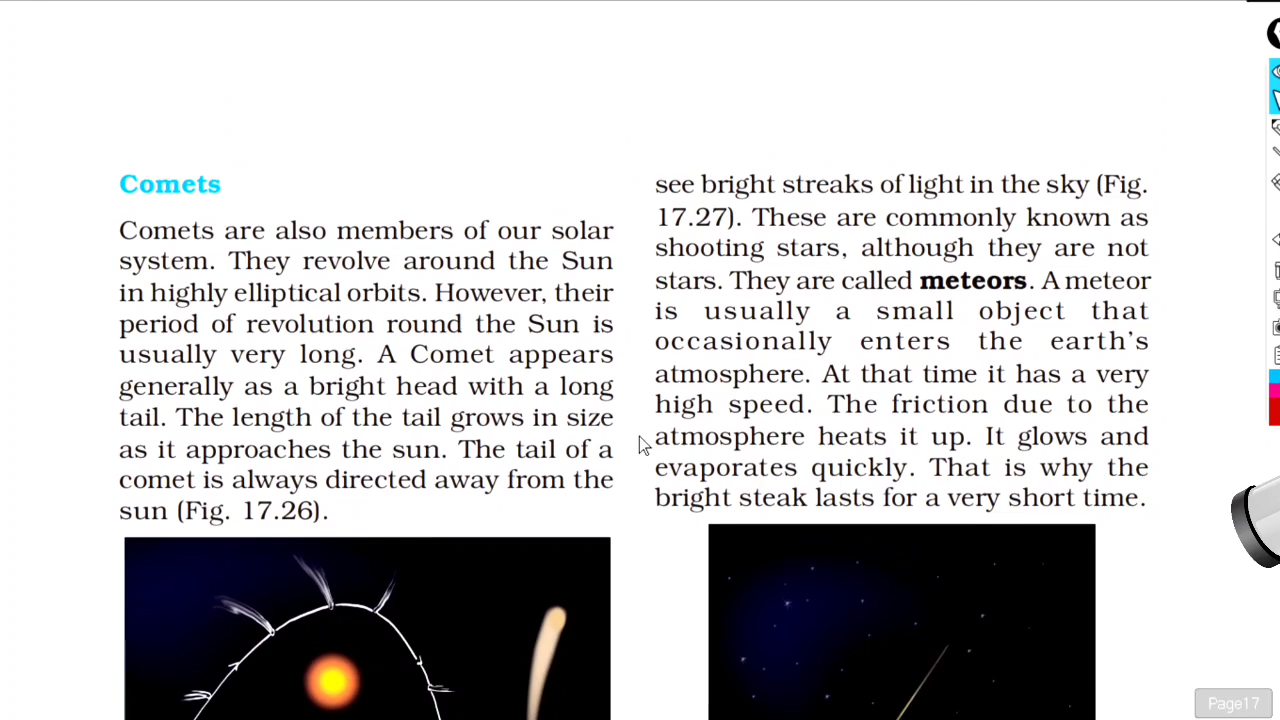 Comets
Comets are also members of our solar
system. They revolve around the Sun
in highly elliptical orbits. However, their
period of revolution round the Sun is
usually very long. A Comet appears
generally as a bright head with a long
tail. The length of the tail grows in size
as it approaches the sun. The tail of a
comet is always directed away from the
sun (Fig. 17.26).
see bright streaks of light in the sky (Fig.
17.27). These are commonly known as
shooting stars, although they are not
stars. They are called meteors. A meteor
is usually a small object that
occasionally enters the earth's
atmosphere. At that time it has a very
high speed. The friction due to the
atmosphere heats it up. It glows and
evaporates quickly. That is why the
bright steak lasts for a very short time.
Page17